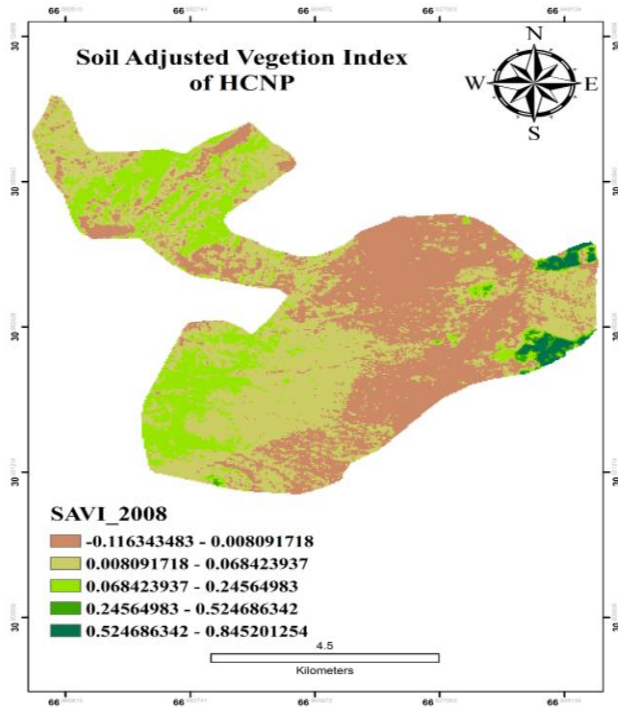 Soil Adjusted Vegetion Index
of HCNP
N
W
E
S
SAVI_2008
-0.116343483 - 0.008091718
0.008091718 - 0.068423937
0.068423937 - 0.24564983
0.24564983 - 0.524686342
0.524686342 - 0.845201254
4.5
Kilometers